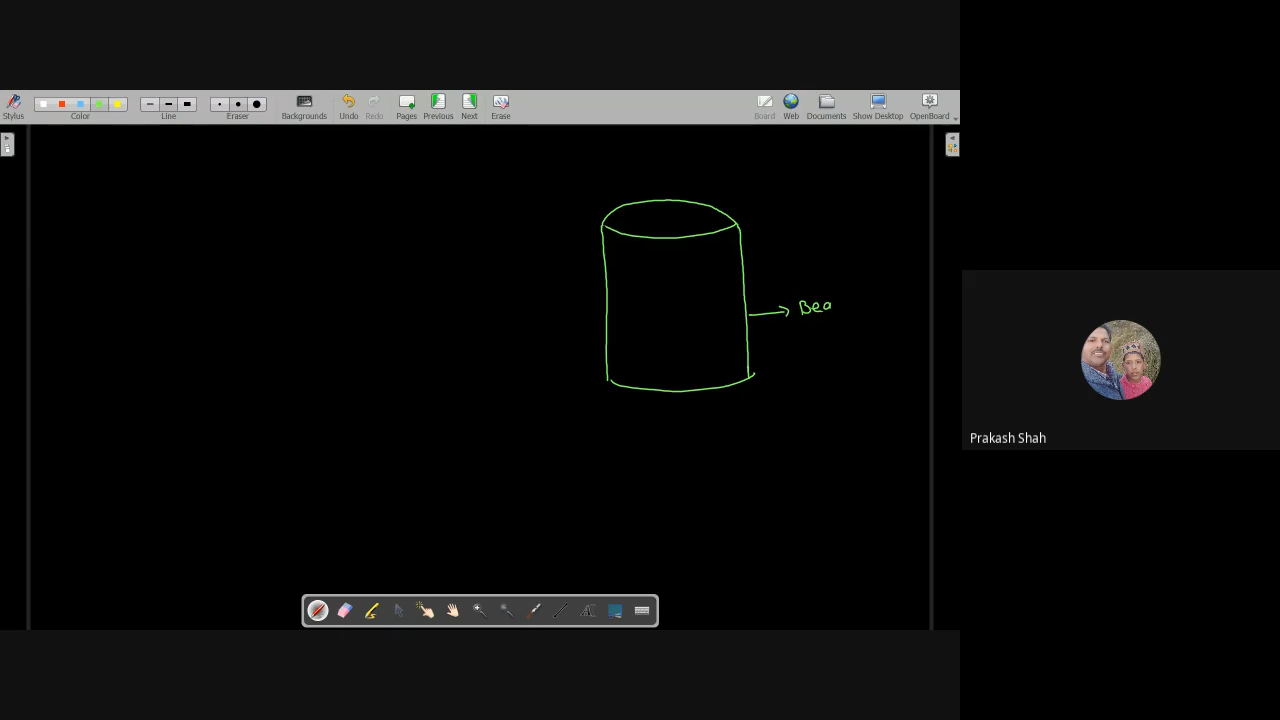 Stylus
Color
Line
Eraser
Backgrounds
Undo
Redo
Pages
Previous
Next
Erase
Board
Web
Documents
Show Desktop
OpenBoard
Bea
Prakash Shah